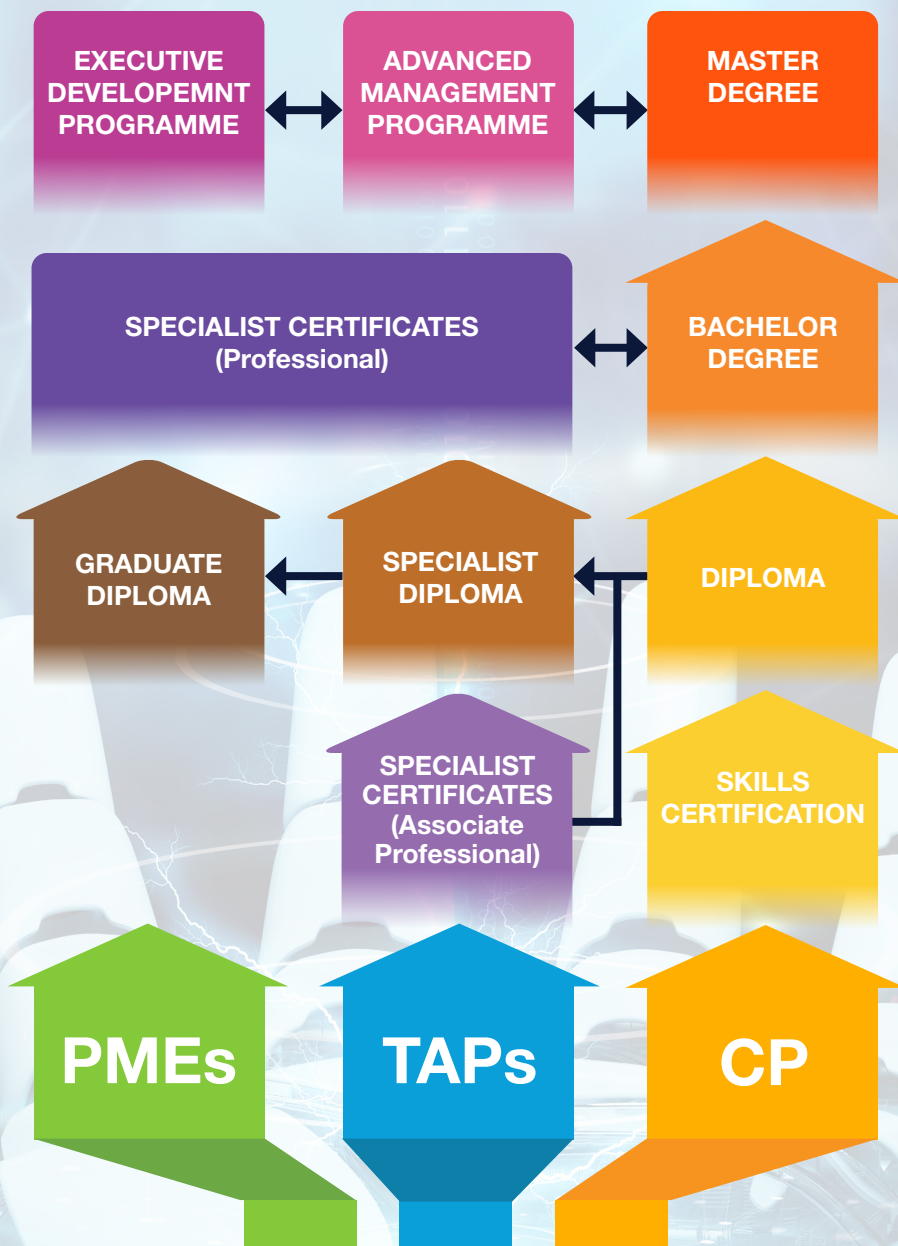 EXECUTIVE
DEVELOPEMNT
PROGRAMME
ADVANCED
MANAGEMENT
PROGRAMME
MASTER
DEGREE
SPECIALIST CERTIFICATES
(Professional)
BACHELOR
DEGREE
GRADUATE
DIPLOMA
SPECIALIST
DIPLOMA
DIPLOMA
SPECIALIST
CERTIFICATES
(Associate
Professional)
SKILLS
CERTIFICATION
PMEs
TAPs
CP